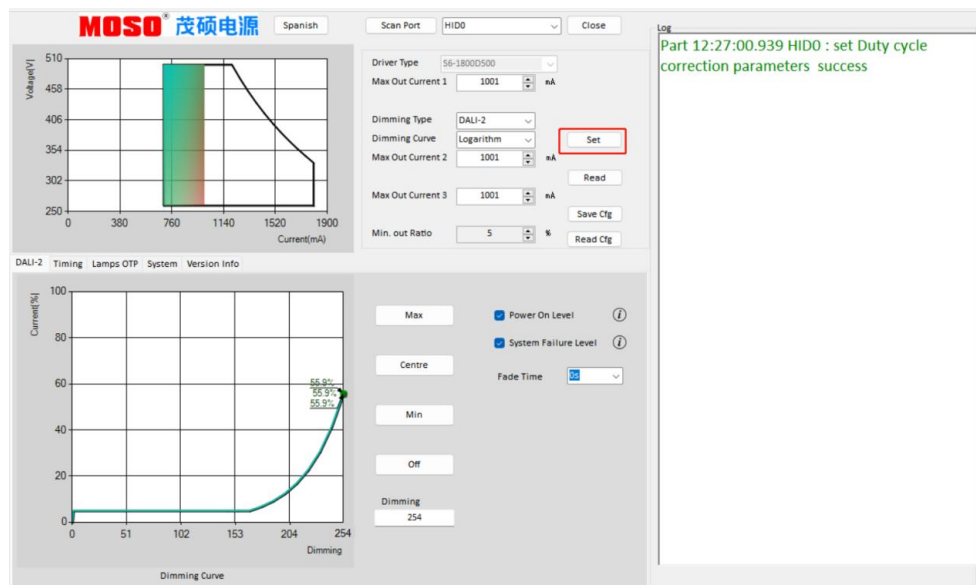 MOSO® 茂硕电源
Spanish
Scan Port
HID0
Close
Driver Type
S6-1800D500
Max Out Current 1
1001
mA
Dimming Type
DALI-2
Dimming Curve
Logarithm
Set
Max Out Current 2
1001
mA
Read
Max Out Current 3
1001
mA
Save Cfg
Min. out Ratio
5
%
Read Cfg
Voltage(V)
510
458
406
354
302
250
0 380 760 1140 1520 1900
Current(mA)
DALI-2 Timing Lamps OTP System Version Info
Current(%)
100
80
60
40
20
0
55.9%
55.9%
55.9%
0 51 102 153 204 254
Dimming
Dimming Curve
Max
Centre
Min
Off
Dimming
254
Power On Level
i
System Failure Level
i
Fade Time
0s
Log
Part 12:27:00.939 HID0 : set Duty cycle
correction parameters success